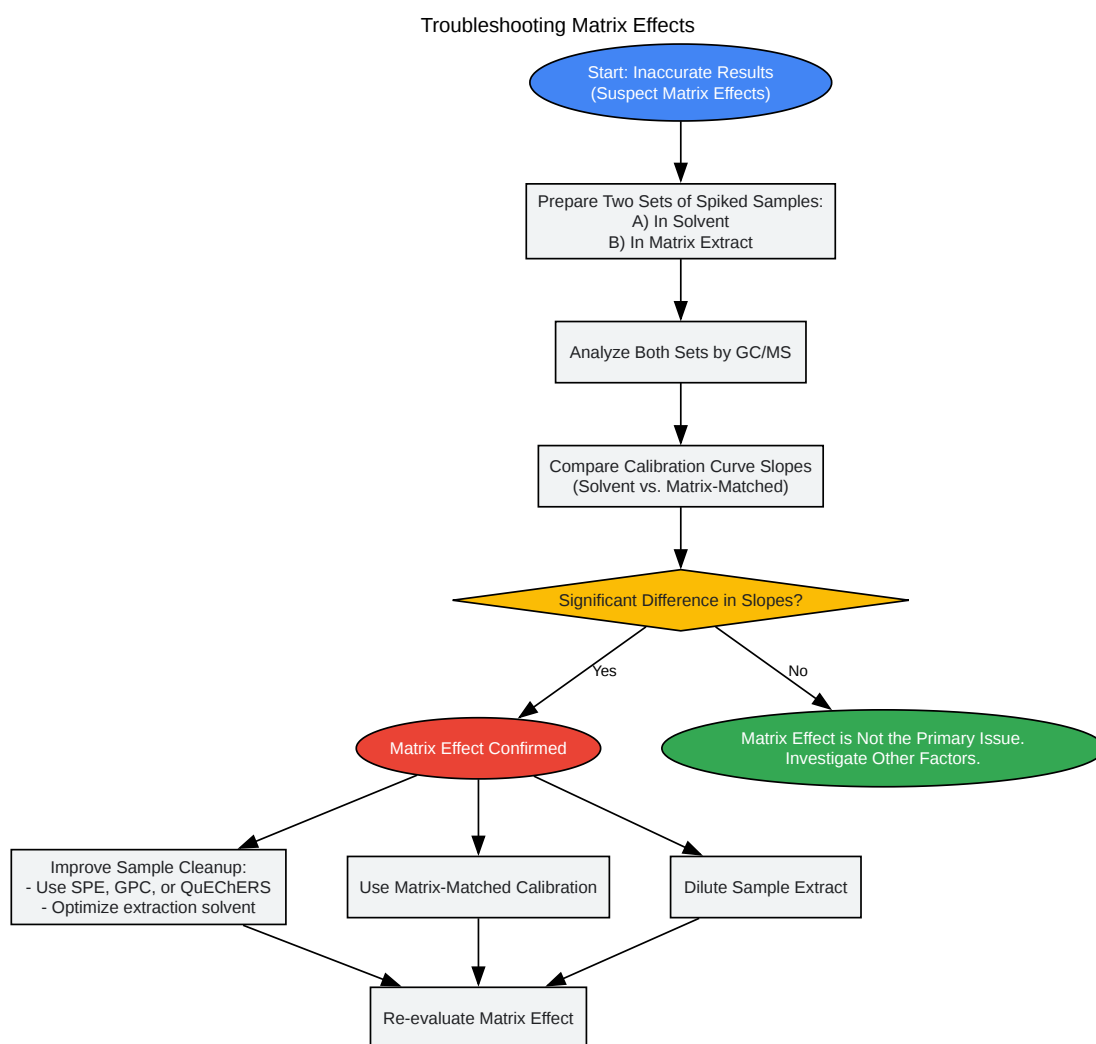 Troubleshooting Matrix Effects
Start: Inaccurate Results
(Suspect Matrix Effects)
Prepare Two Sets of Spiked Samples:
A) In Solvent
B) In Matrix Extract
Analyze Both Sets by GC/MS
Compare Calibration Curve Slopes
(Solvent vs. Matrix-Matched)
Significant Difference in Slopes?
Yes
No
Matrix Effect Confirmed
Matrix Effect is Not the Primary Issue.
Investigate Other Factors.
Improve Sample Cleanup:
- Use SPE, GPC, or QuEChERS
- Optimize extraction solvent
Use Matrix-Matched Calibration
Dilute Sample Extract
Re-evaluate Matrix Effect